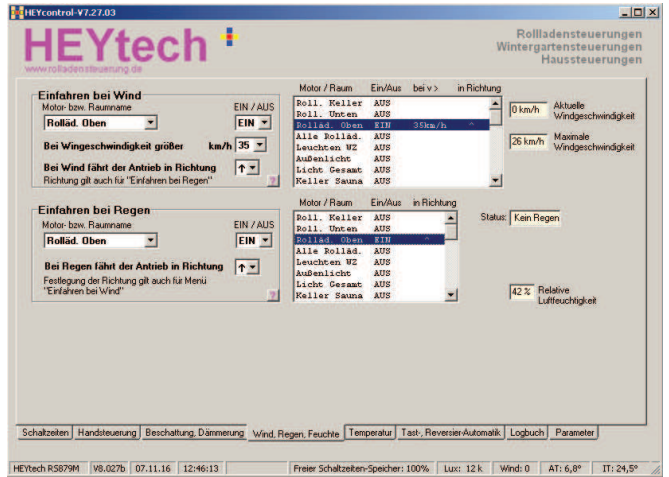 HEYcontrol-V7.27.03
HEYtech
www.rolladensteuerung.de
Rollladensteuerungen
Wintergartensteuerungen
Haussteuerungen
Einfahren bei Wind
Motor- bzw. Raumname EIN / AUS
Rolläd. Oben EIN
Bei Wingeschwindigkeit größer km/h 35
Bei Wind fährt der Antrieb in Richtung ↑
Richtung gilt auch für "Einfahren bei Regen" ?
Motor / Raum Ein/Aus bei v > in Richtung
Roll. Keller AUS
Roll. Unten AUS
Rolläd. Oben EIN 35km/h ^
Alle Rolläd. AUS
Leuchten WZ AUS
Außenlicht AUS
Licht Gesamt AUS
Keller Sauna AUS
0 km/h Aktuelle Windgeschwindigkeit
26 km/h Maximale Windgeschwindigkeit
Einfahren bei Regen
Motor- bzw. Raumname EIN / AUS
Rolläd. Oben EIN
Bei Regen fährt der Antrieb in Richtung ↑
Festlegung der Richtung gilt auch für Menü
"Einfahren bei Wind" ?
Motor / Raum Ein/Aus in Richtung
Roll. Keller AUS
Roll. Unten AUS
Rolläd. Oben EIN ^
Alle Rolläd. AUS
Leuchten WZ AUS
Außenlicht AUS
Licht Gesamt AUS
Keller Sauna AUS
Status: Kein Regen
42 % Relative Luftfeuchtigkeit
Schaltzeiten Handsteuerung Beschattung, Dämmerung Wind, Regen, Feuchte Temperatur Tast-, Reversier-Automatik Logbuch Parameter
HEYtech RS879M V8.027b 07.11.16 12:46:13 Freier Schaltzeiten-Speicher: 100% Lux: 12 k Wind: 0 AT: 6,8° IT: 24,5°